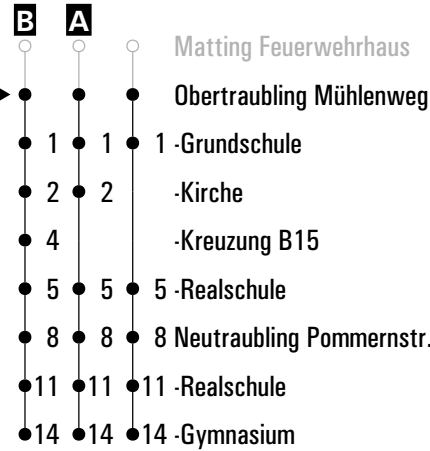 B A
Matting Feuerwehrhaus
Obertraubling Mühlenweg
1 1 1 -Grundschule
2 2 -Kirche
4 -Kreuzung B15
5 5 5 -Realschule
8 8 8 Neutraubling Pommernstr.
11 11 11 -Realschule
14 14 14 -Gymnasium